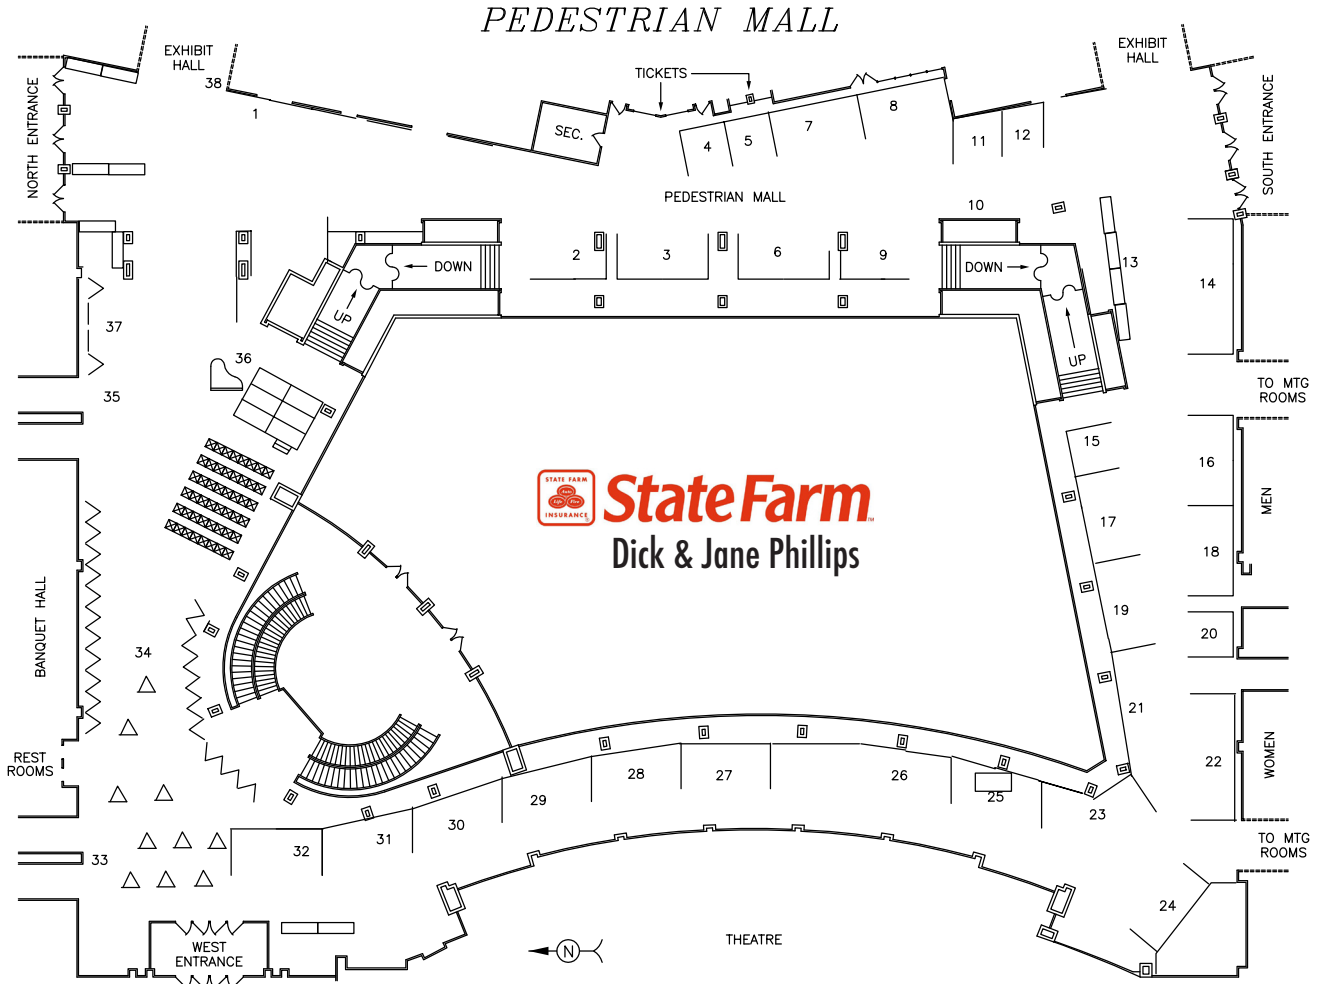 PEDESTRIAN MALL
EXHIBIT
HALL
EXHIBIT
HALL
TICKETS
38
1
SEC.
4
5
7
8
11
12
NORTH ENTRANCE
SOUTH ENTRANCE
PEDESTRIAN MALL
10
2
3
6
9
DOWN
DOWN
13
14
UP
UP
37
36
35
TO MTG
ROOMS
15
16
MEN
17
18
19
20
STATE FARM
Auto
Life
Fire
INSURANCE
®
State Farm
™
Dick & Jane Phillips
BANQUET HALL
34
21
22
WOMEN
REST
ROOMS
28
27
26
25
29
23
30
31
32
33
TO MTG
ROOMS
24
WEST
ENTRANCE
N
THEATRE